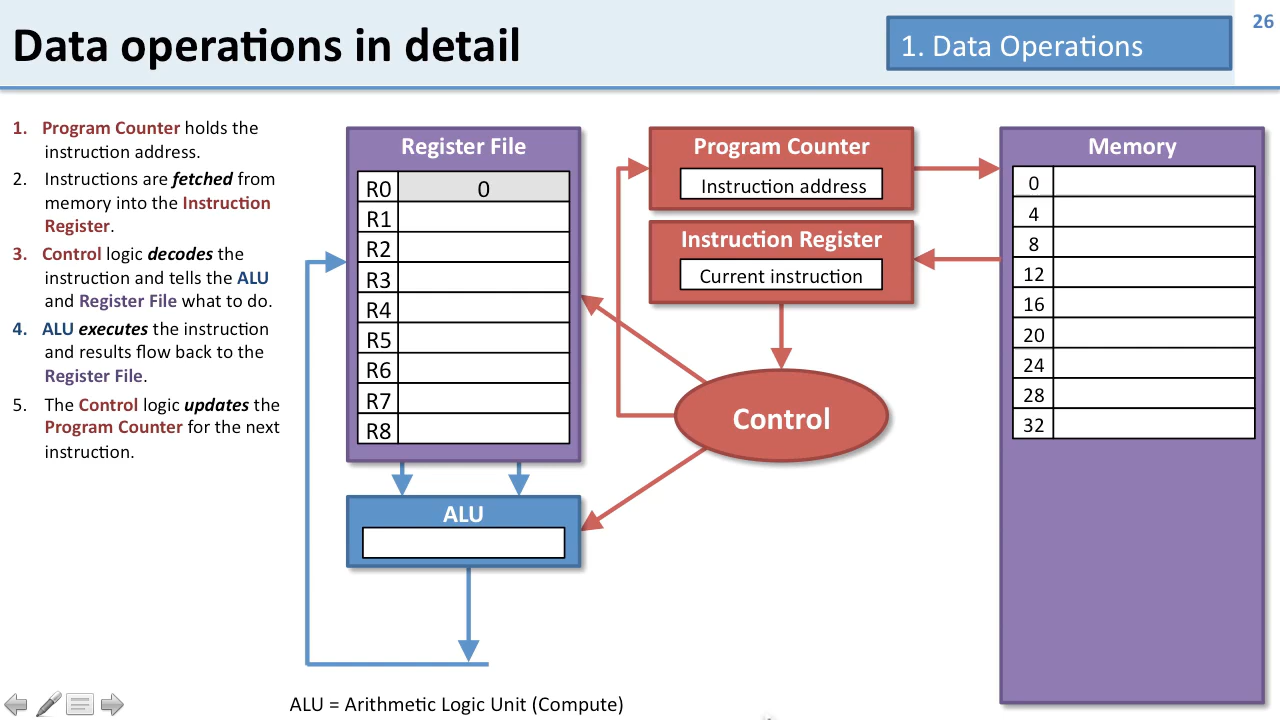 Data operations in detail
1. Data Operations
26
1. Program Counter holds the
instruction address.
2. Instructions are fetched from
memory into the Instruction
Register.
3. Control logic decodes the
instruction and tells the ALU
and Register File what to do.
4. ALU executes the instruction
and results flow back to the
Register File.
5. The Control logic updates the
Program Counter for the next
instruction.
Register File
R0 0
R1
R2
R3
R4
R5
R6
R7
R8
ALU
Program Counter
Instruction address
Instruction Register
Current instruction
Control
Memory
0
4
8
12
16
20
24
28
32
ALU = Arithmetic Logic Unit (Compute)